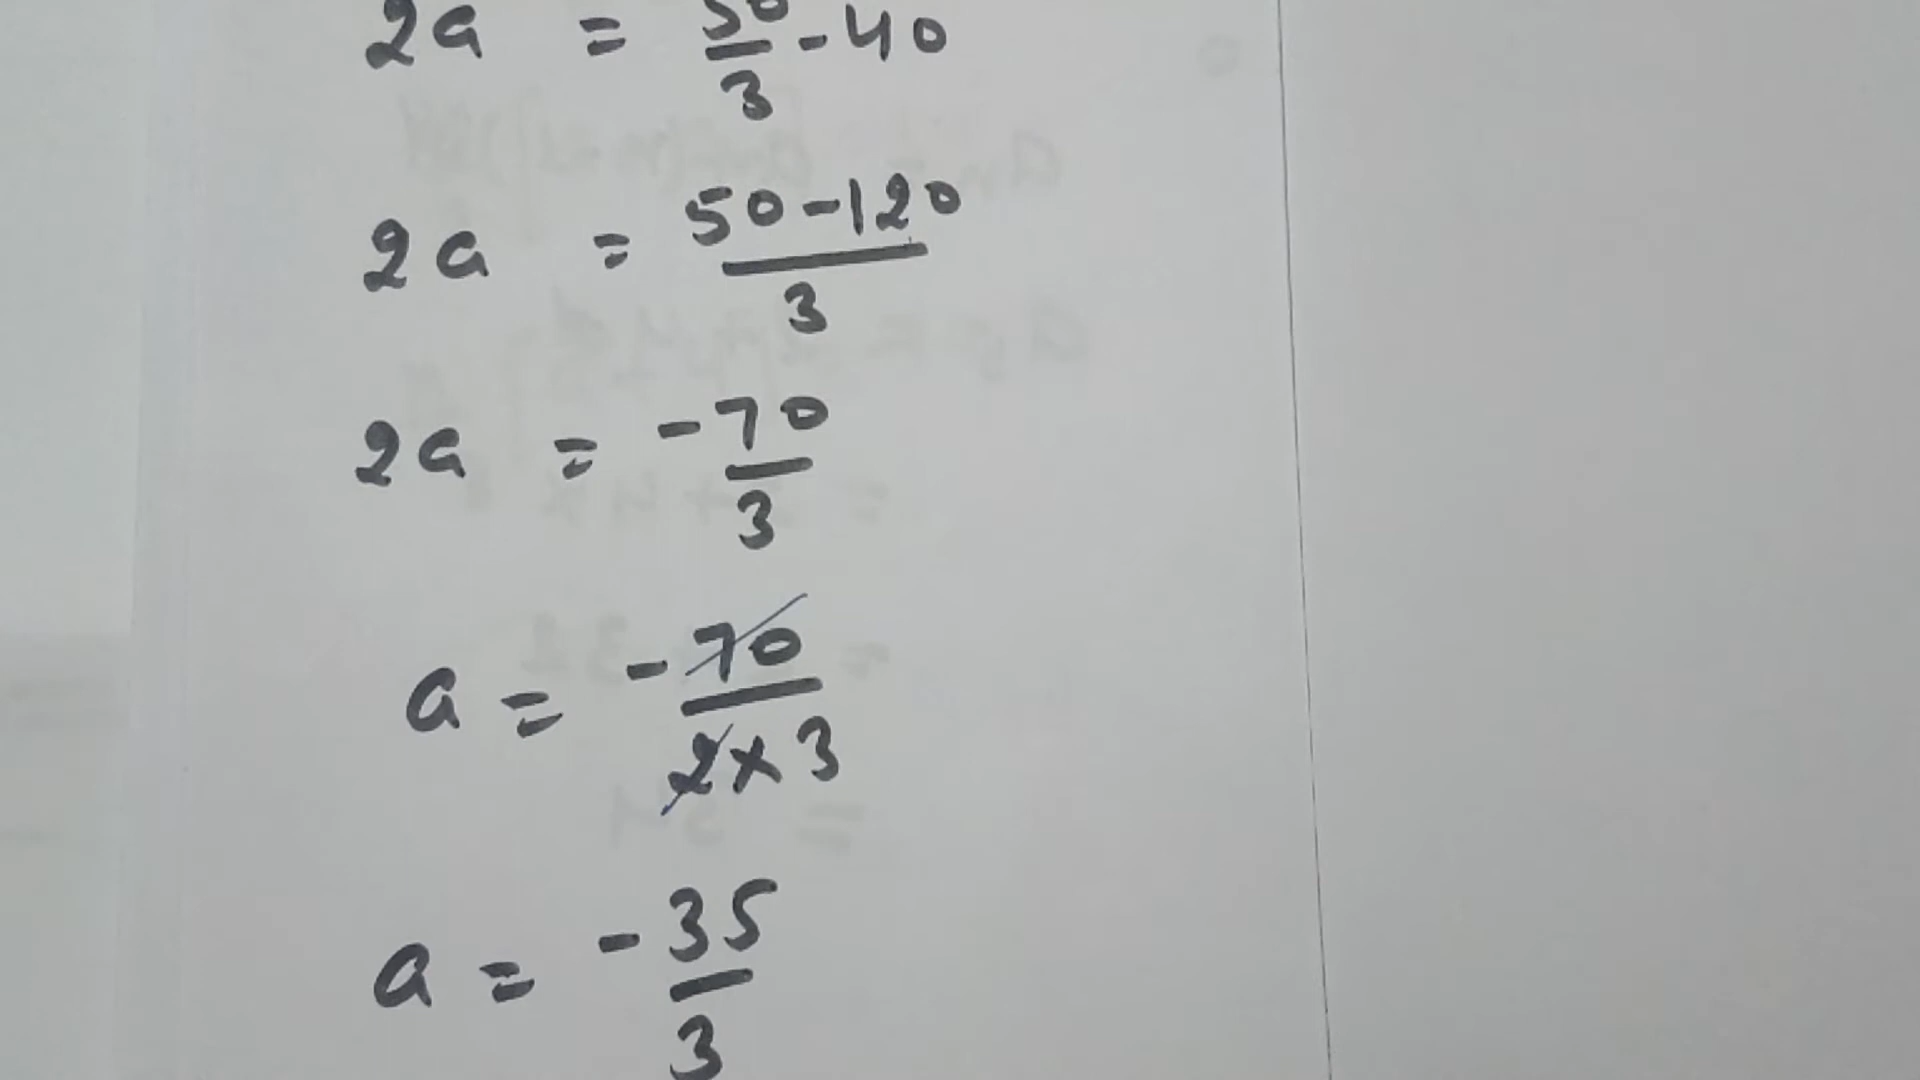 2a = 50/3 - 40
2a = 50-120/3
2a = -70/3
a = -70/2×3
a = -35/3